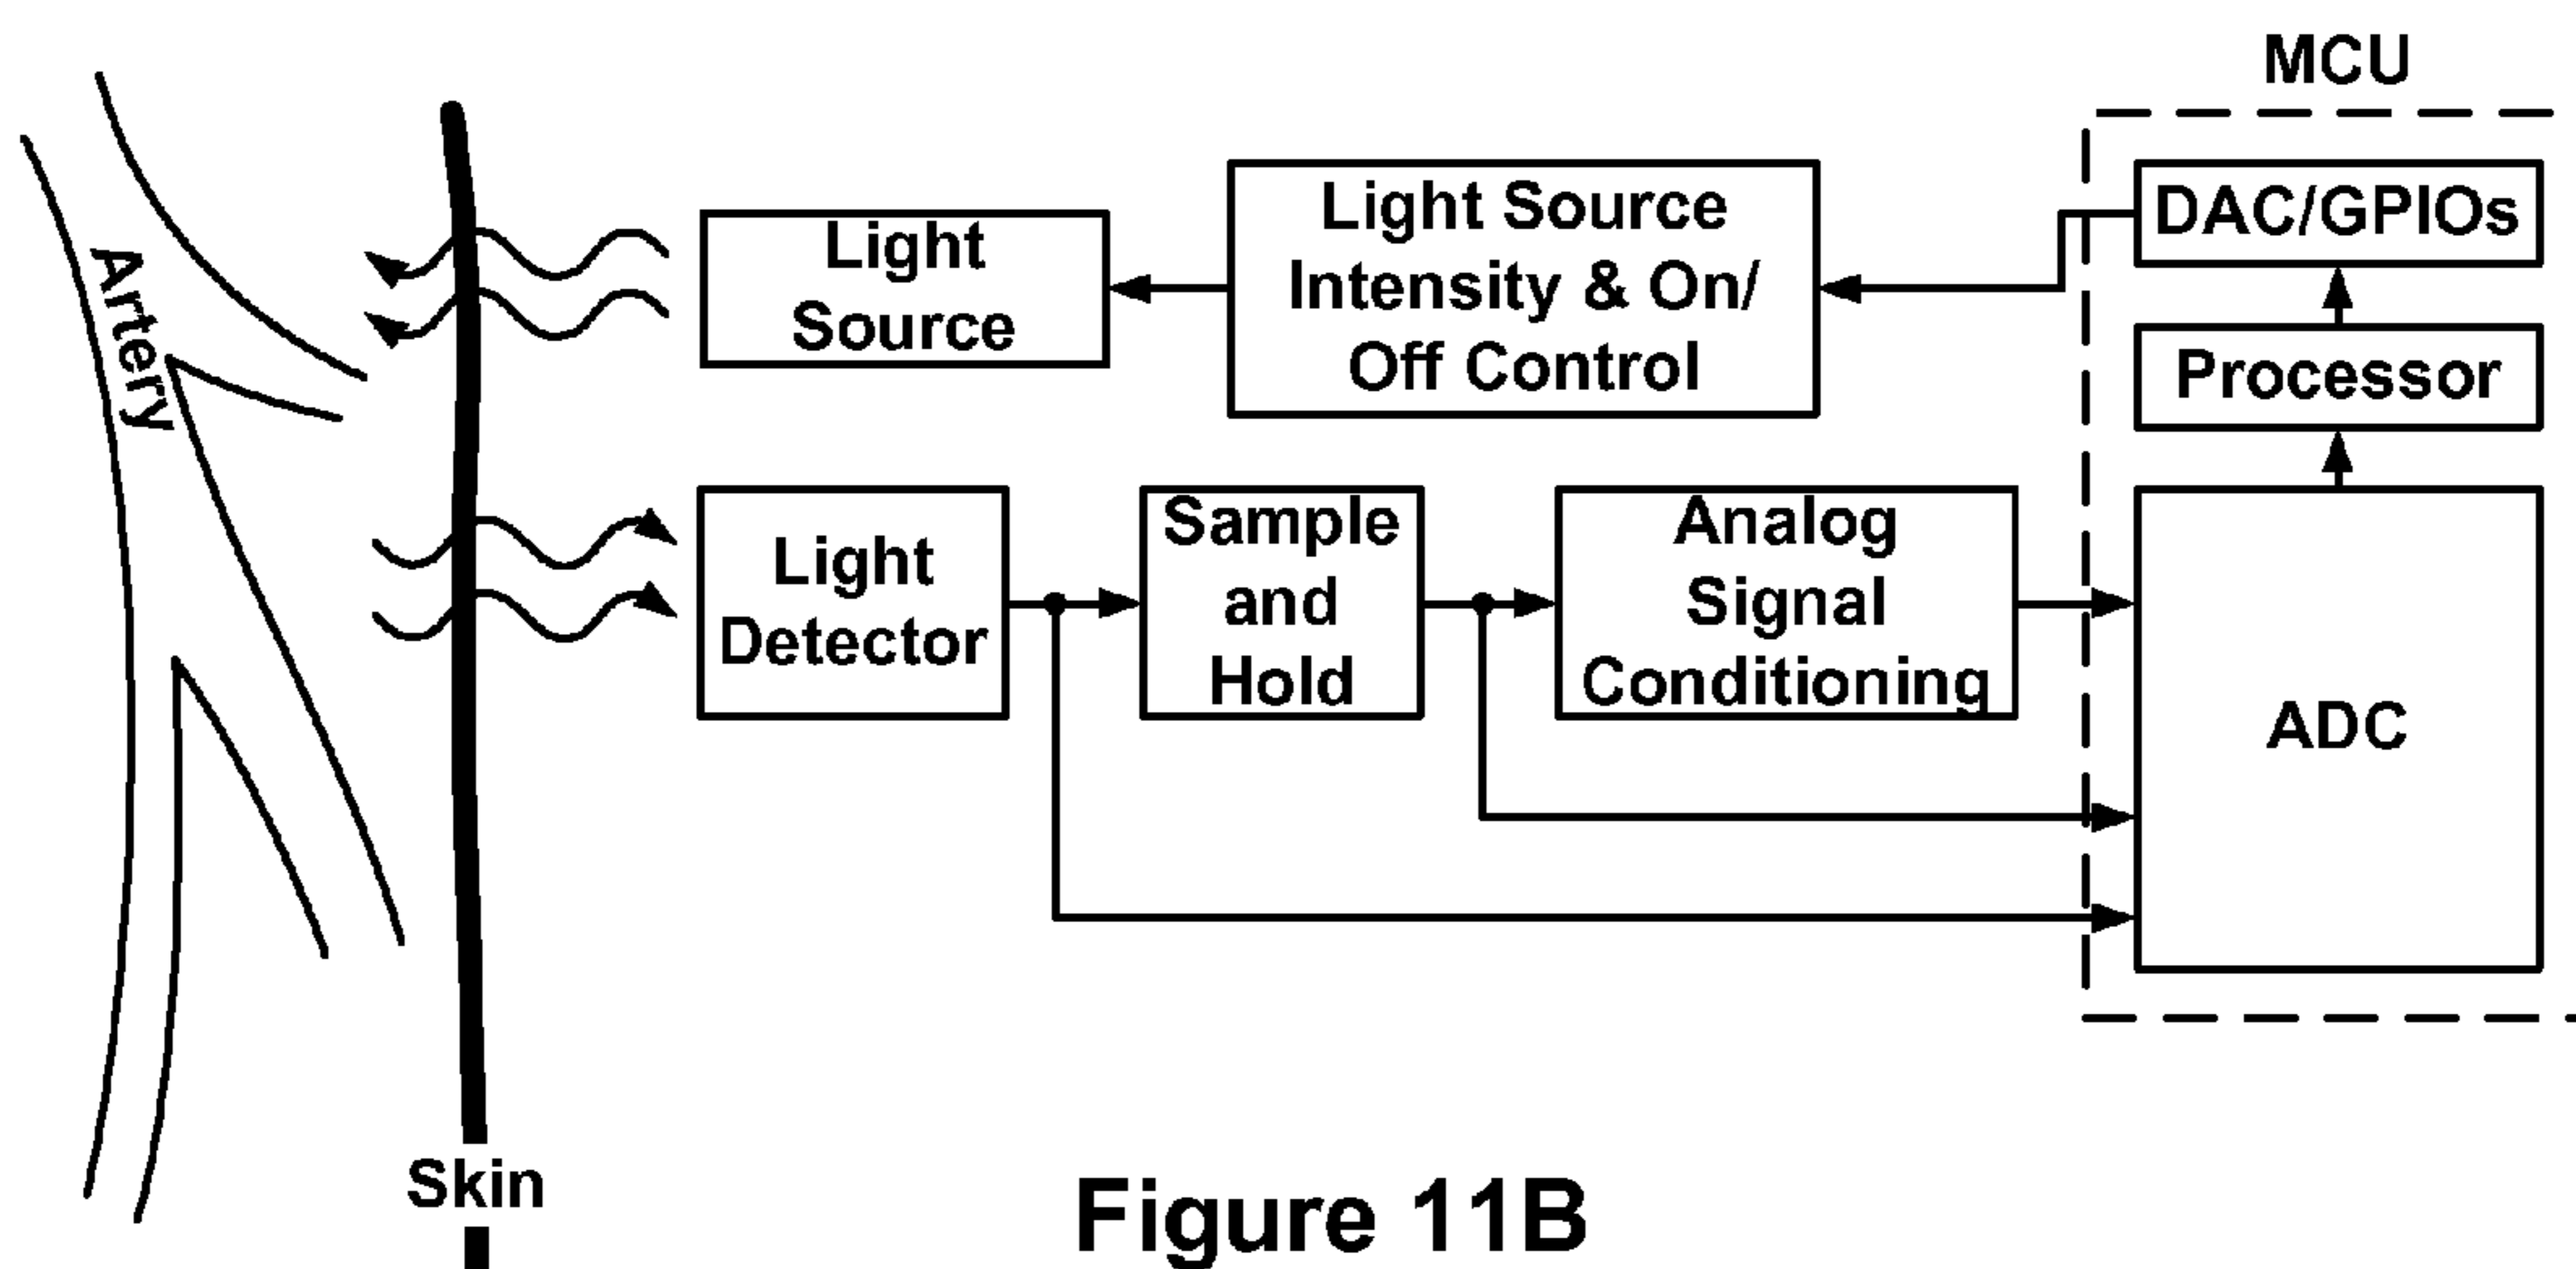 MCU
Artery
Light
Source
Light Source
Intensity & On/
Off Control
DAC/GPIOs
Processor
Light
Detector
Sample
and
Hold
Analog
Signal
Conditioning
ADC
Skin
Figure 11B